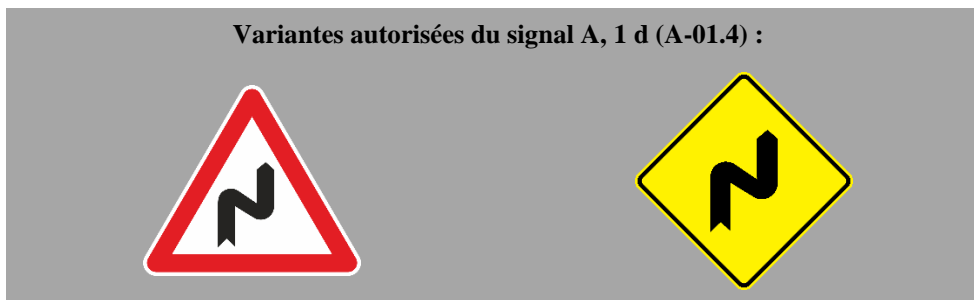 Variantes autorisées du signal A, 1 d (A-01.4) :